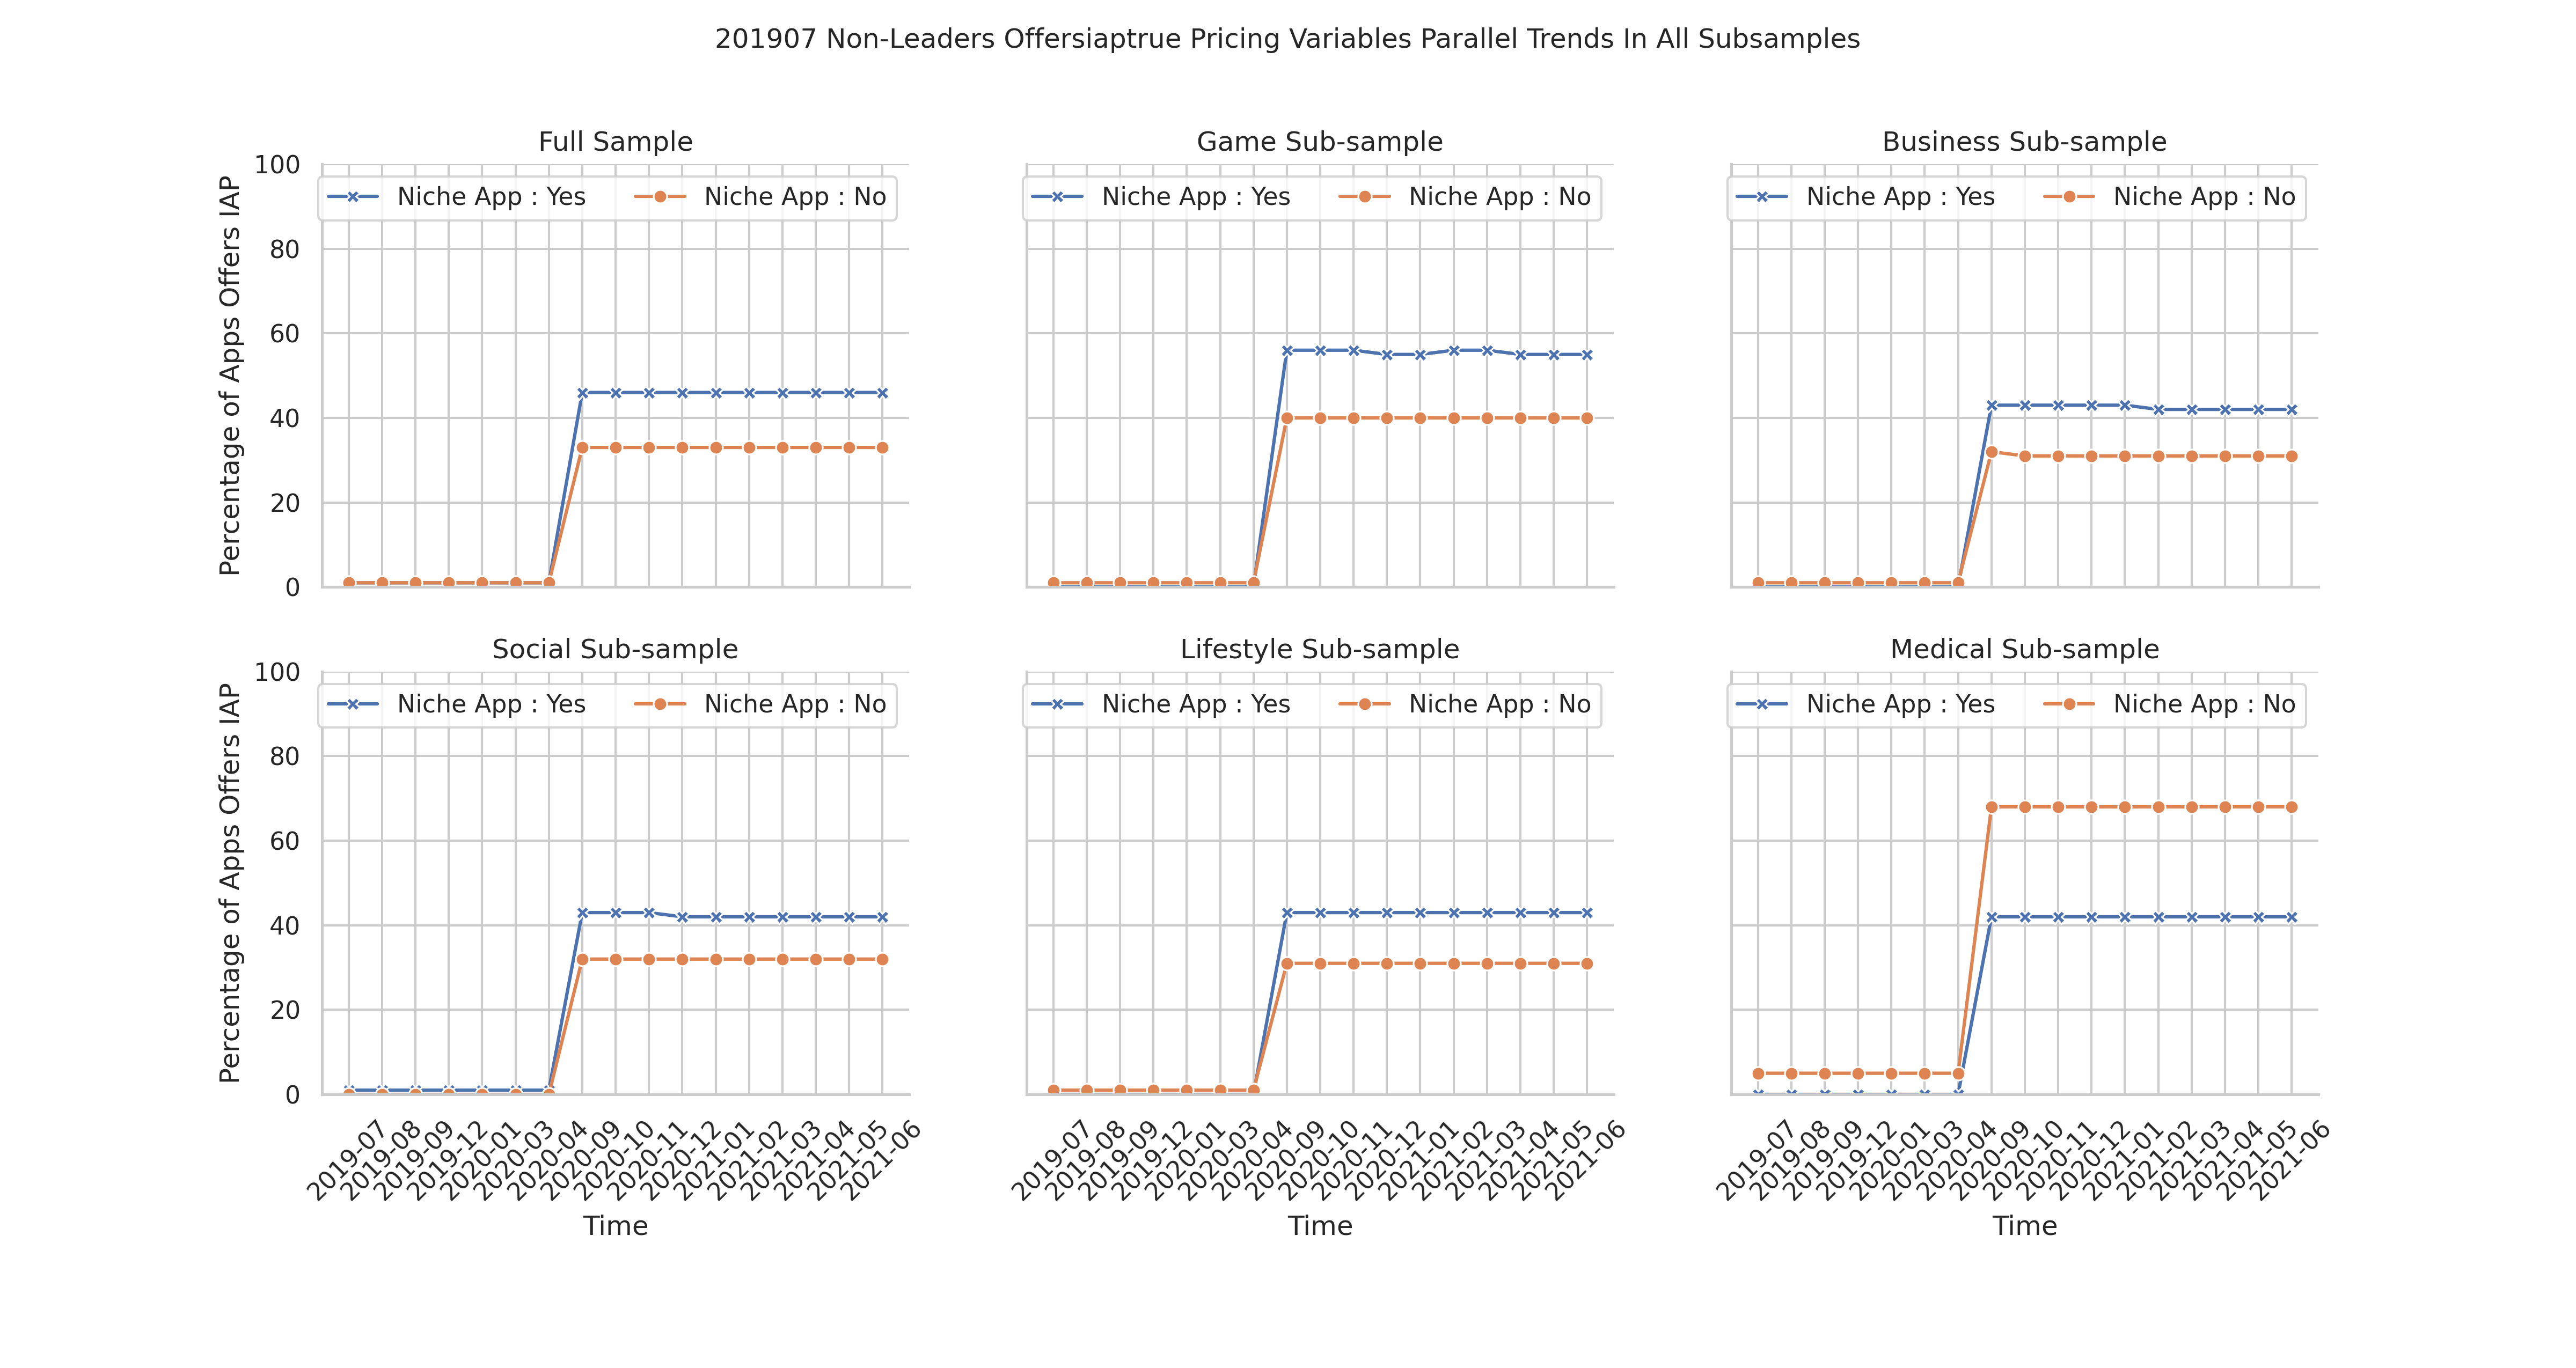 201907 Non-Leaders Offersiaptrue Pricing Variables Parallel Trends In All Subsamples
Full Sample
Percentage of Apps Offers IAP
100
80
60
40
20
0
Niche App : Yes
Niche App : No
Game Sub-sample
Niche App : Yes
Niche App : No
Business Sub-sample
Niche App : Yes
Niche App : No
Social Sub-sample
Percentage of Apps Offers IAP
100
80
60
40
20
0
Niche App : Yes
Niche App : No
2019-07
2019-08
2019-09
2019-12
2020-01
2020-03
2020-04
2020-09
2020-10
2020-11
2020-12
2021-01
2021-02
2021-03
2021-04
2021-05
2021-06
Time
Lifestyle Sub-sample
Niche App : Yes
Niche App : No
2019-07
2019-08
2019-09
2019-12
2020-01
2020-03
2020-04
2020-09
2020-10
2020-11
2020-12
2021-01
2021-02
2021-03
2021-04
2021-05
2021-06
Time
Medical Sub-sample
Niche App : Yes
Niche App : No
2019-07
2019-08
2019-09
2019-12
2020-01
2020-03
2020-04
2020-09
2020-10
2020-11
2020-12
2021-01
2021-02
2021-03
2021-04
2021-05
2021-06
Time